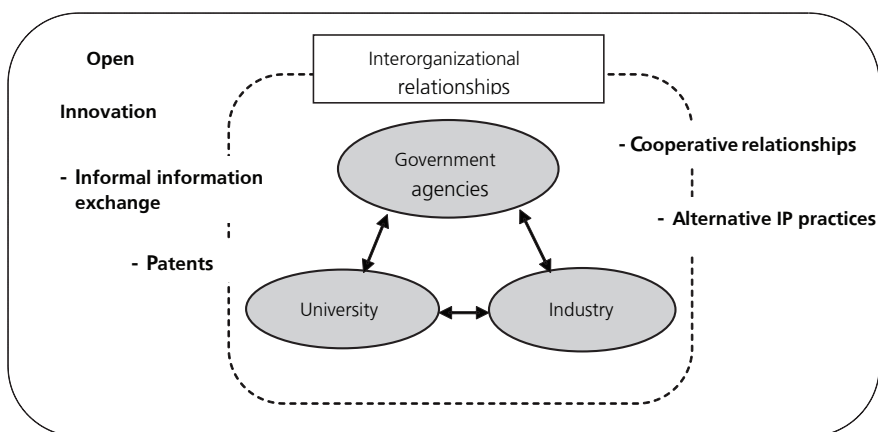 Open
Innovation
- Informal information
exchange
- Patents
Interorganizational
relationships
Government
agencies
University
Industry
- Cooperative relationships
- Alternative IP practices